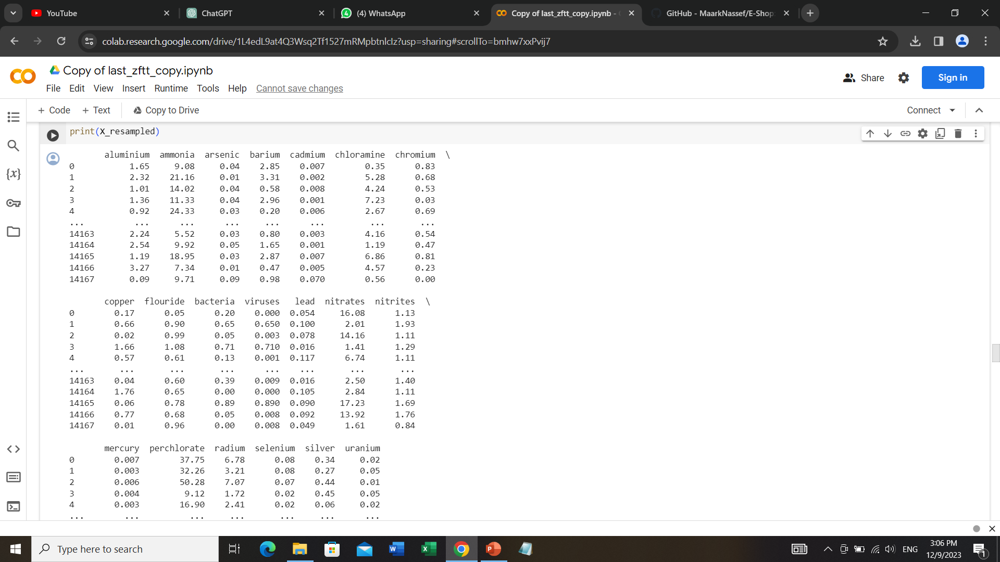 YouTube
ChatGPT
(4) WhatsApp
Copy of last_zftt_copy.ipynb -
GitHub - MaarkNassef/E-Shop
colab.research.google.com/drive/1L4edL9at4Q3Wsq2Tf1527mRMpbtnlcIz?usp=sharing#scrollTo=bmhw7xxPvij7
Copy of last_zftt_copy.ipynb
File Edit View Insert Runtime Tools Help Cannot save changes
Share
Sign in
+ Code + Text Copy to Drive
Connect
print(X_resampled)
aluminium ammonia arsenic barium cadmium chloramine chromium \
0 1.65 9.08 0.04 2.85 0.007 0.35 0.83
1 2.32 21.16 0.01 3.31 0.002 5.28 0.68
2 1.01 14.02 0.04 0.58 0.008 4.24 0.53
3 1.36 11.33 0.04 2.96 0.001 7.23 0.03
4 0.92 24.33 0.03 0.20 0.006 2.67 0.69
... ... ... ... ... ... ... ...
14163 2.24 5.52 0.03 0.80 0.003 4.16 0.54
14164 2.54 9.92 0.05 1.65 0.001 1.19 0.47
14165 1.19 18.95 0.03 2.87 0.007 6.86 0.81
14166 3.27 7.34 0.01 0.47 0.005 4.57 0.23
14167 0.09 9.71 0.09 0.98 0.070 0.56 0.00
copper flouride bacteria viruses lead nitrates nitrites \
0 0.17 0.05 0.20 0.000 0.054 16.08 1.13
1 0.66 0.90 0.65 0.650 0.100 2.01 1.93
2 0.02 0.99 0.05 0.003 0.078 14.16 1.11
3 1.66 1.08 0.71 0.710 0.016 1.41 1.29
4 0.57 0.61 0.13 0.001 0.117 6.74 1.11
... ... ... ... ... ... ... ...
14163 0.04 0.60 0.39 0.009 0.016 2.50 1.40
14164 1.76 0.65 0.00 0.000 0.105 2.84 1.11
14165 0.06 0.78 0.89 0.890 0.090 17.23 1.69
14166 0.77 0.68 0.05 0.008 0.092 13.92 1.76
14167 0.01 0.96 0.00 0.008 0.049 1.61 0.84
mercury perchlorate radium selenium silver uranium
0 0.007 37.75 6.78 0.08 0.34 0.02
1 0.003 32.26 3.21 0.08 0.27 0.05
2 0.006 50.28 7.07 0.07 0.44 0.01
3 0.004 9.12 1.72 0.02 0.45 0.05
4 0.003 16.90 2.41 0.02 0.06 0.02
... ... ... ... ... ... ...
Type here to search
ENG
3:06 PM
12/9/2023
1